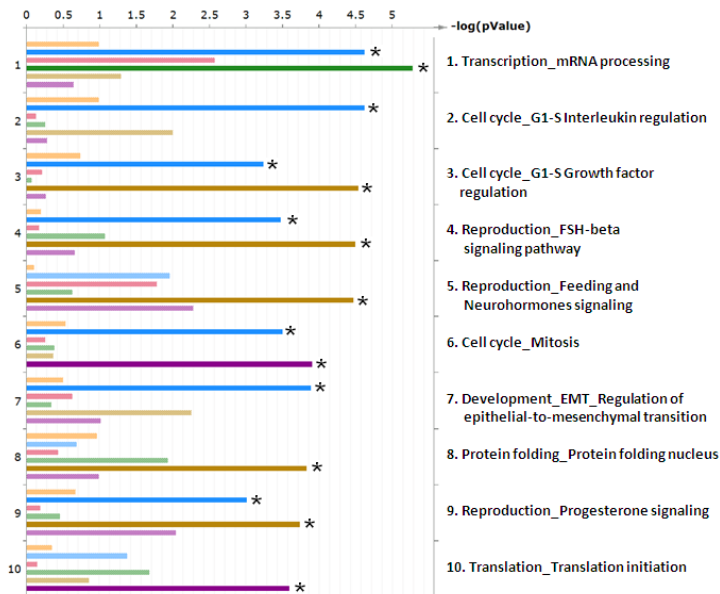 0 0.5 1 1.5 2 2.5 3 3.5 4 4.5 5 -log(pValue)
1 * * 1. Transcription_mRNA processing
2 * 2. Cell cycle_G1-S Interleukin regulation
3 * * 3. Cell cycle_G1-S Growth factor
regulation
4 * * 4. Reproduction_FSH-beta
signaling pathway
5 * 5. Reproduction_Feeding and
Neurohormones signaling
6 * * 6. Cell cycle_Mitosis
7 * 7. Development_EMT_Regulation of
epithelial-to-mesenchymal transition
8 * 8. Protein folding_Protein folding nucleus
9 * * 9. Reproduction_Progesterone signaling
10 * 10. Translation_Translation initiation